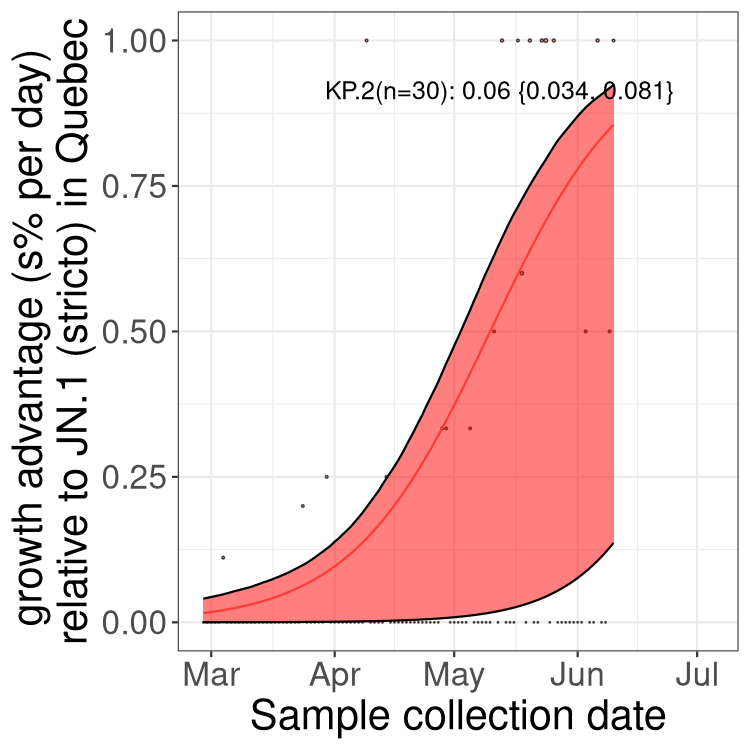 growth advantage (s% per day)
relative to JN.1 (stricto) in Quebec
1.00
KP.2(n=30): 0.06 {0.034, 0.081}
0.75
0.50
0.25
0.00
Mar Apr May Jun Jul
Sample collection date